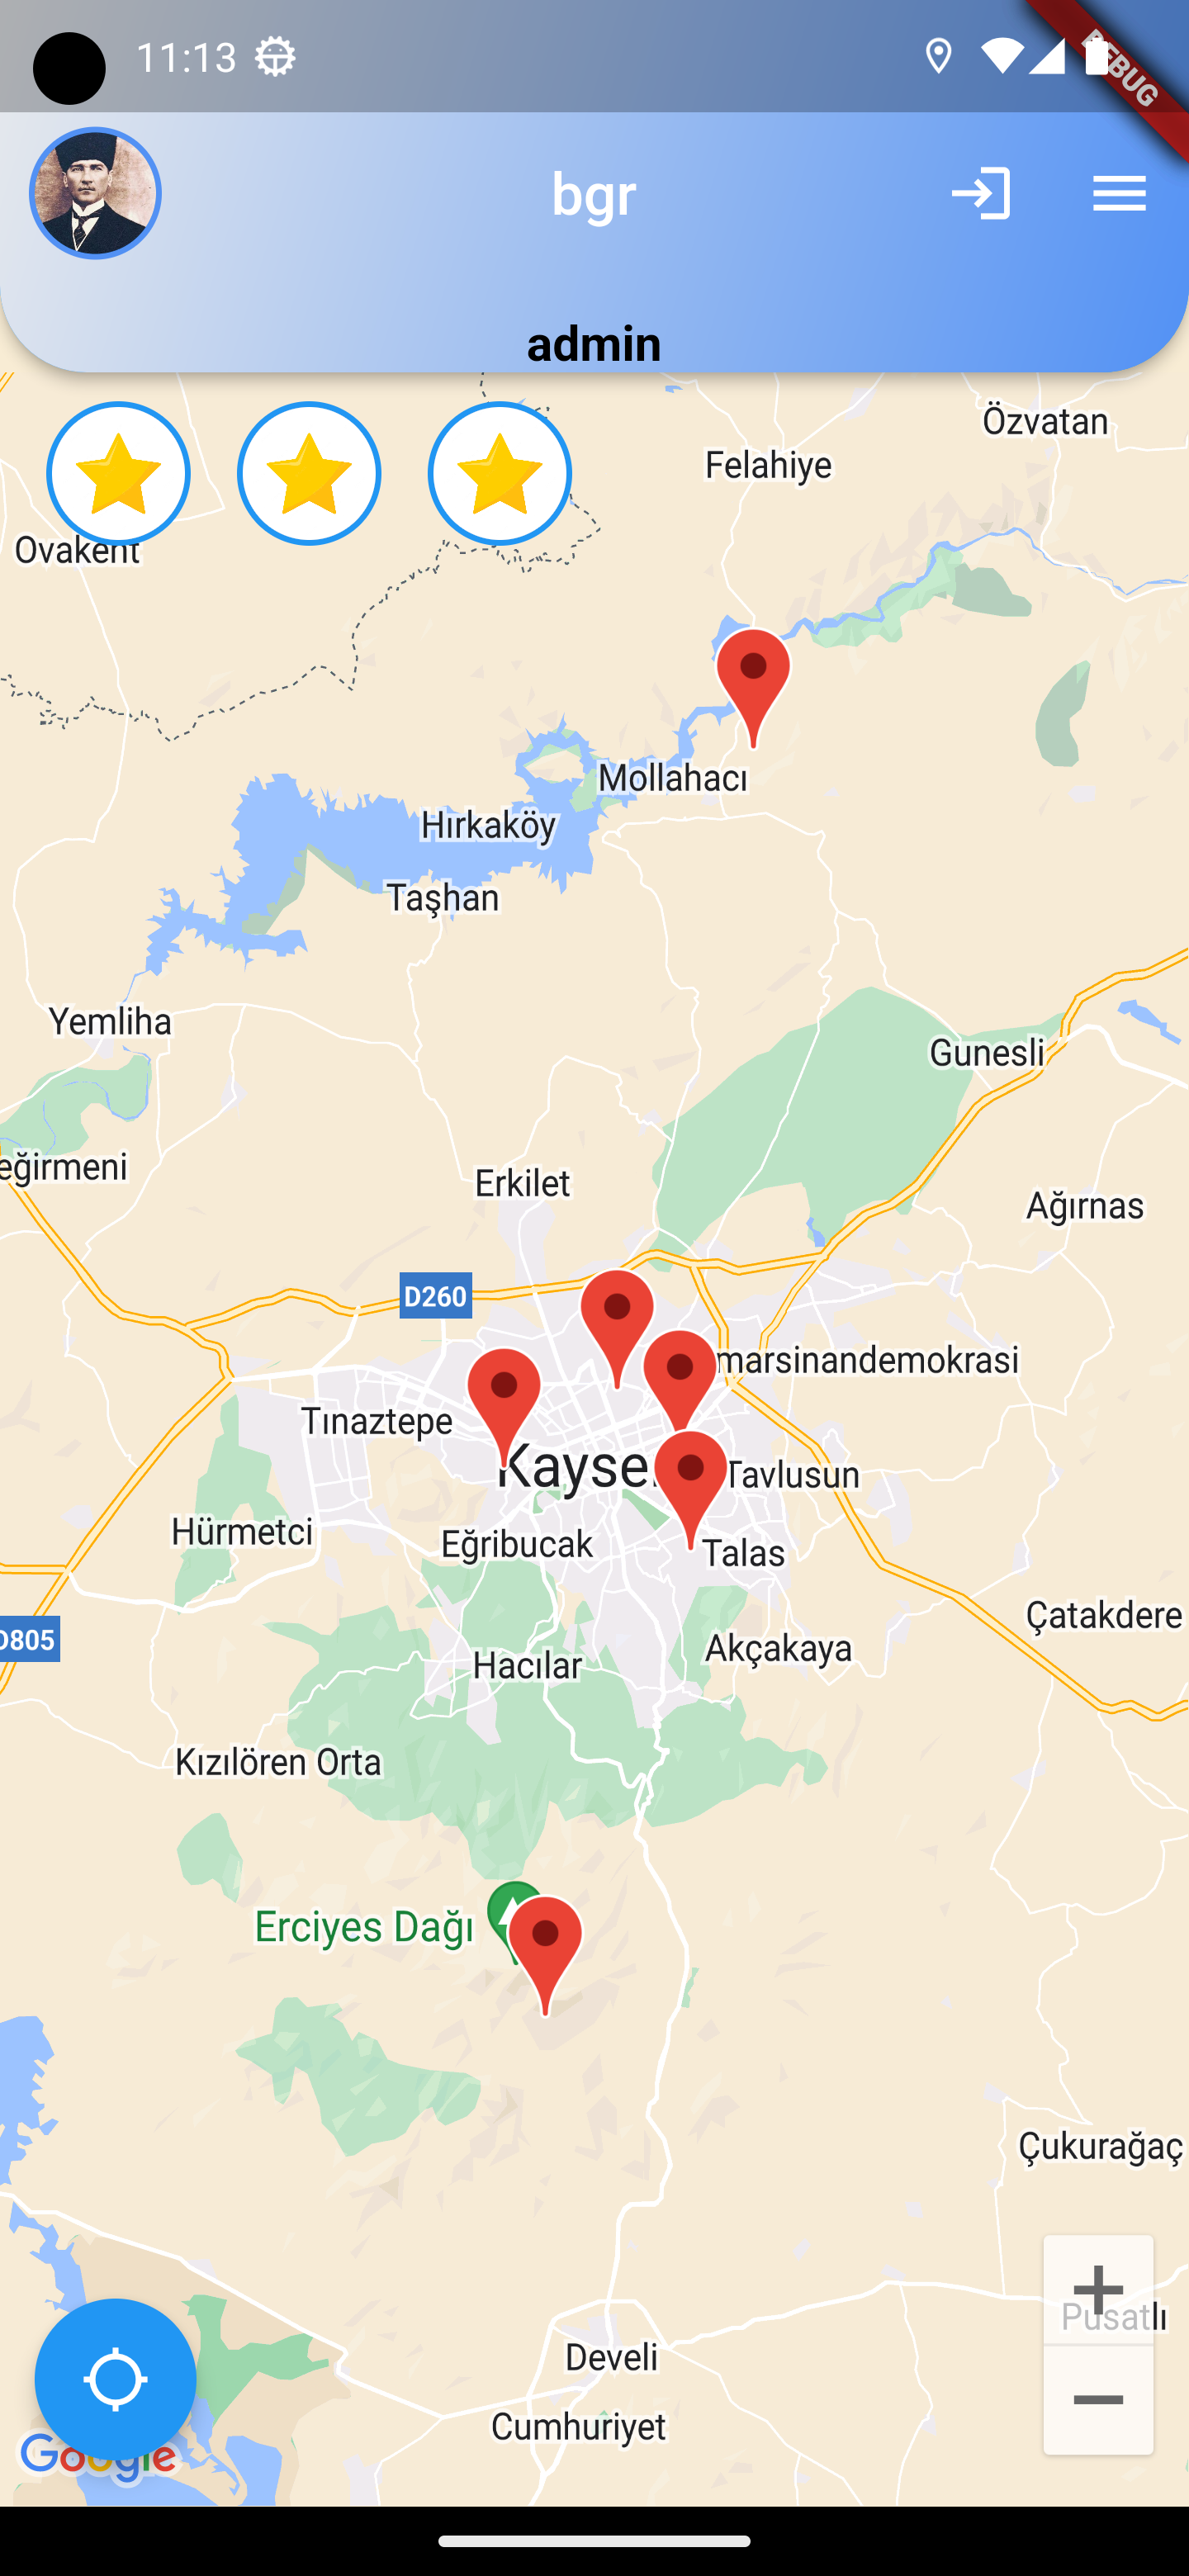 11:13
DEBUG
bgr
admin
Özvatan
Felahiye
Ovakent
Mollahacı
Hırkaköy
Taşhan
Yemliha
Gunesli
eğirmeni
Erkilet
Ağırnas
D260
marsinandemokrasi
Tınaztepe
Kayse
Tavlusun
Hürmetci
Eğribucak
Talas
Çatakdere
D805
Akçakaya
Hacılar
Kızılören Orta
Erciyes Dağı
Çukurağaç
Pusatlı
Develi
Cumhuriyet
Google